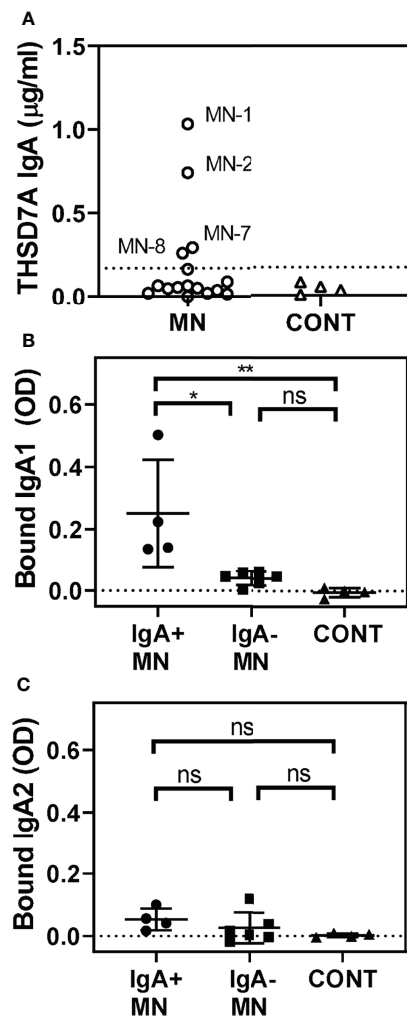 A
THSD7A IgA (µg/ml)
1.5
1.0
0.5
0.0
MN-1
MN-2
MN-7
MN-8
MN CONT
B
Bound IgA1 (OD)
0.6
0.4
0.2
0.0
**
* ns
IgA+ IgA- CONT
MN MN
C
Bound IgA2 (OD)
0.6
0.4
0.2
0.0
ns
ns ns
IgA+ IgA- CONT
MN MN